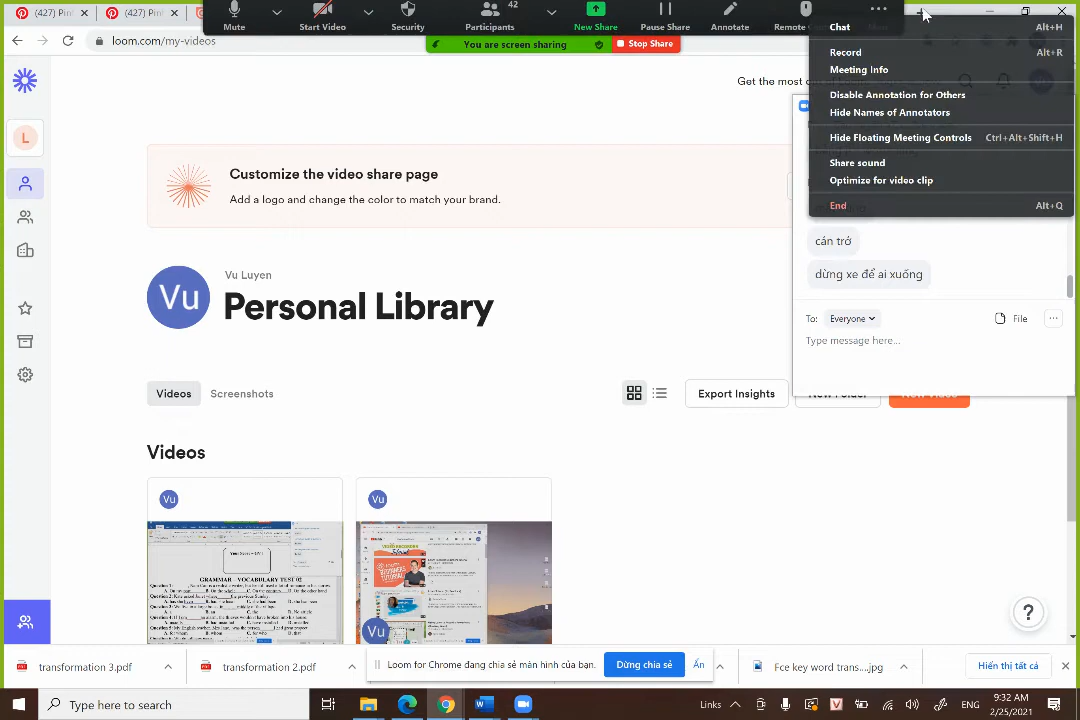 (427) Pin
(427) Pin
Mute
Start Video
Security
Participants
42
New Share
Pause Share
Annotate
Remote
You are screen sharing
Stop Share
loom.com/my-videos
Chat Alt+H
Record Alt+R
Meeting Info
Disable Annotation for Others
Hide Names of Annotators
Hide Floating Meeting Controls Ctrl+Alt+Shift+H
Share sound
Optimize for video clip
End Alt+Q
Get the most
L
Customize the video share page
Add a logo and change the color to match your brand.
cản trở
dừng xe để ai xuống
To: Everyone
File
Type message here...
Vu
Vu Luyen
Personal Library
Videos
Screenshots
Export Insights
New Folder
New Video
Videos
Vu
Vu
GRAMMAR – VOCABULARY TEST 02
Vu
?
transformation 3.pdf
transformation 2.pdf
Loom for Chrome đang chia sẻ màn hình của bạn.
Dừng chia sẻ
Ẩn
Fce key word trans....jpg
Hiển thị tất cả
Type here to search
Links
ENG
9:32 AM
2/25/2021